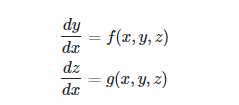 dy/dx = f(x, y, z)
dz/dx = g(x, y, z)